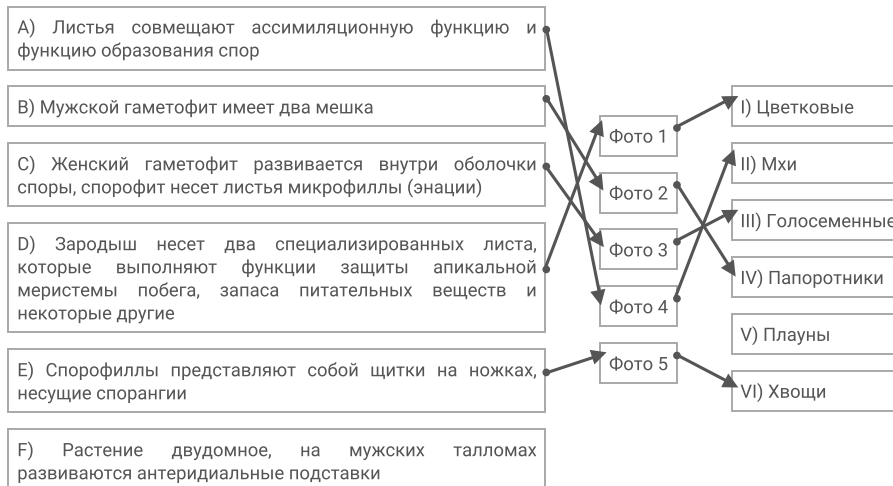 A) Листья совмещают ассимиляционную функцию и
функцию образования спор
B) Мужской гаметофит имеет два мешка
C) Женский гаметофит развивается внутри оболочки
споры, спорофит несет листья микрофиллы (энации)
D) Зародыш несет два специализированных листа,
которые выполняют функции защиты апикальной
меристемы побега, запаса питательных веществ и
некоторые другие
E) Спорофиллы представляют собой щитки на ножках,
несущие спорангии
F) Растение двудомное, на мужских талломах
развиваются антеридиальные подставки
Фото 1
Фото 2
Фото 3
Фото 4
Фото 5
I) Цветковые
II) Мхи
III) Голосеменные
IV) Папоротники
V) Плауны
VI) Хвощи